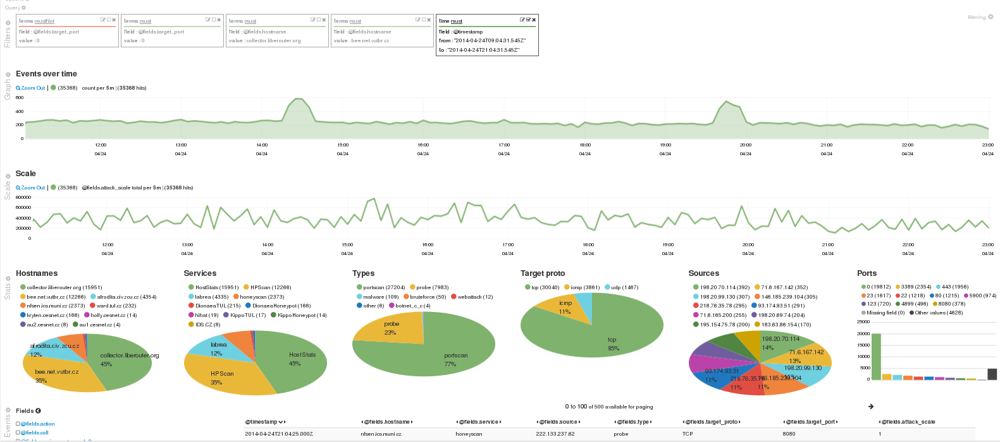 Query
Filters
terms mustNot
field : @fields.target_port
value : 0
terms must
field : @fields.target_port
value : 0
terms must
field : @fields.hostname
value : collector.liberouter.org
terms must
field : @fields.hostname
value : bee.net.vutbr.cz
time must
field : @timestamp
from : "2014-04-24T09:04:31.545Z"
to : "2014-04-24T21:04:31.545Z"
filtering
Graph
Events over time
Zoom Out | (35368) count per 5m | (35368 hits)
600
400
200
0
12:00 13:00 14:00 15:00 16:00 17:00 18:00 19:00 20:00 21:00 22:00 23:00
04/24 04/24 04/24 04/24 04/24 04/24 04/24 04/24 04/24 04/24 04/24 04/24
Scale
Scale
Zoom Out | (35368) @fields.attack_scale total per 5m | (35368 hits)
800000
600000
400000
200000
0
12:00 13:00 14:00 15:00 16:00 17:00 18:00 19:00 20:00 21:00 22:00 23:00
04/24 04/24 04/24 04/24 04/24 04/24 04/24 04/24 04/24 04/24 04/24 04/24
Stats
Hostnames
collector.liberouter.org (15951)
bee.net.vutbr.cz (12266) afrodita.civ.zcu.cz (4354)
nfsen.ics.muni.cz (2373) ward.tul.cz (232)
kryten.cesnet.cz (166) holly.cesnet.cz (14)
au2.cesnet.cz (8) au1.cesnet.cz (4)
afrodita.civ.zcu.cz
12%
collector.liberouter.org
45%
bee.net.vutbr.cz
35%
Services
HostStats (15951) HPScan (12266)
labrea (4335) honeyscan (2373)
DionaeaTUL (215) DionaeaHoneypot (166)
hihat (19) KippoTUL (17) KippoHoneypot (14)
IDS.CZ (8)
labrea
12%
HostStats
45%
HPScan
35%
Types
portscan (27204) probe (7983)
malware (109) bruteforce (50) webattack (12)
other (6) botnet_c_c (4)
probe
23%
portscan
77%
Target proto
tcp (30040) icmp (3861) udp (1467)
icmp
11%
tcp
85%
Sources
198.20.70.114 (392) 71.6.167.142 (352)
198.20.99.130 (307) 146.185.239.104 (305)
218.76.35.78 (295) 93.174.93.51 (291)
71.6.165.200 (255) 198.20.69.74 (204)
195.154.75.78 (200) 183.63.86.154 (170)
198.20.70.114
14%
71.6.167.142
13%
198.20.99.130
11%
93.174.93.51
11%
218.76.35.78
11%
146.185.239.104
11%
Ports
0 (19812) 3389 (2354) 443 (1956)
23 (1617) 22 (1218) 80 (1215) 5900 (974)
123 (720) 4899 (496) 8080 (378)
Missing field (0) Other values (4628)
25000
20000
15000
10000
5000
0
Events
Fields
0 to 100 of 500 available for paging
@fields.action
@fields.coll
@timestamp @fields.hostname @fields.service @fields.source @fields.type @fields.target_proto @fields.target_port @fields.attack_scale
2014-04-24T21:04:25.000Z nfsen.ics.muni.cz honeyscan 222.133.237.62 probe TCP 8080 1